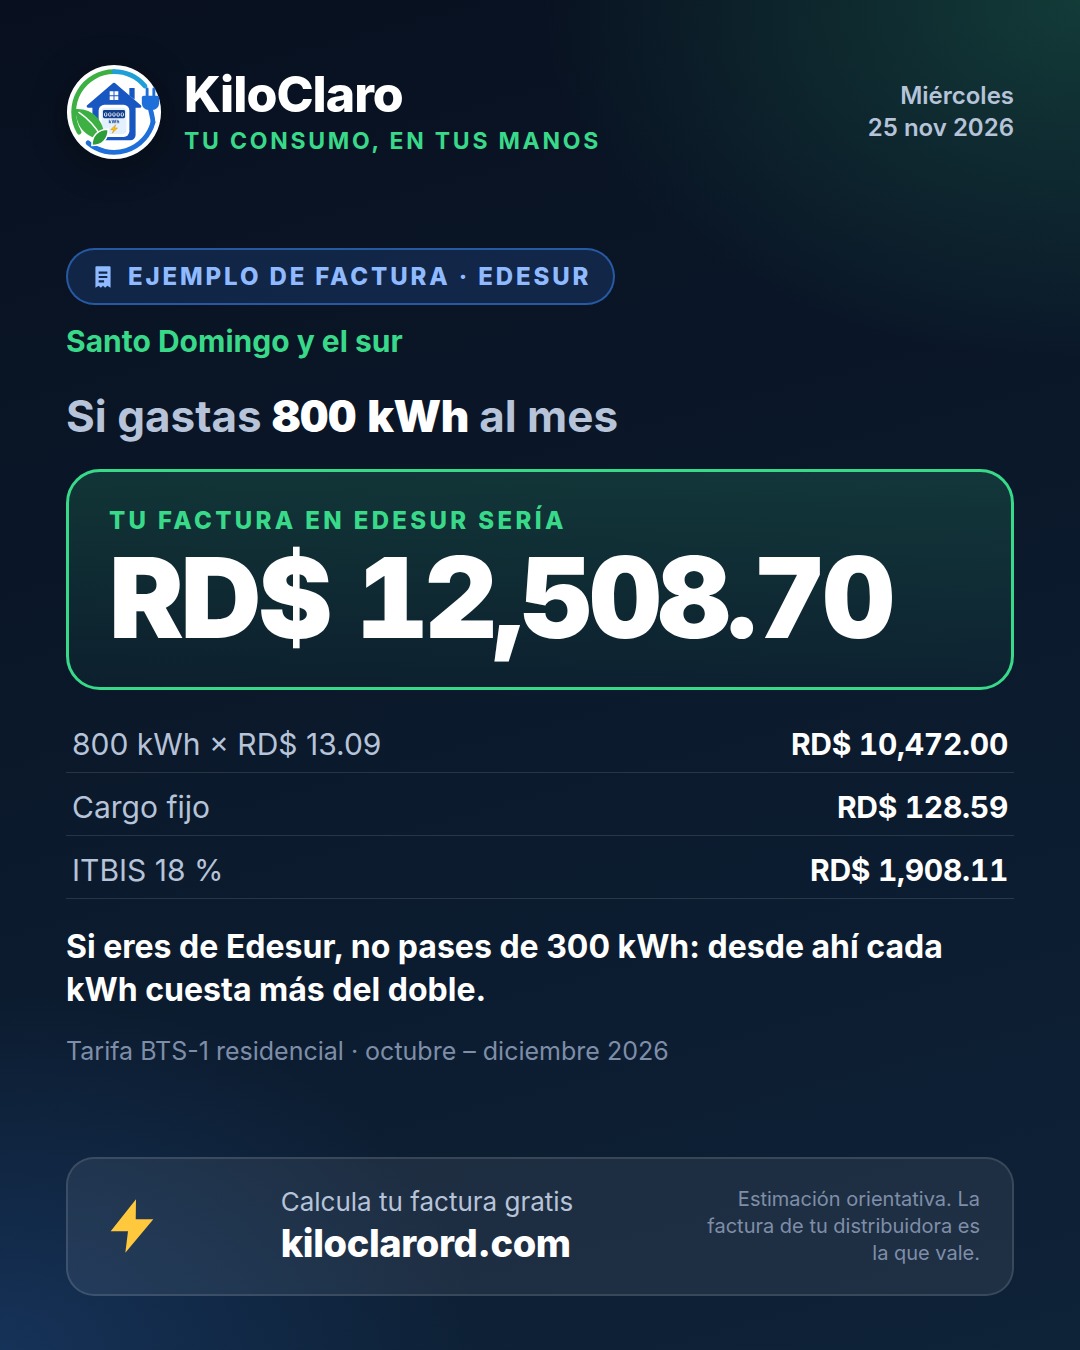 KiloClaro
TU CONSUMO, EN TUS MANOS
Miércoles
25 nov 2026
EJEMPLO DE FACTURA · EDESUR
Santo Domingo y el sur
Si gastas 800 kWh al mes
TU FACTURA EN EDESUR SERÍA
RD$ 12,508.70
800 kWh × RD$ 13.09 RD$ 10,472.00
Cargo fijo RD$ 128.59
ITBIS 18 % RD$ 1,908.11
Si eres de Edesur, no pases de 300 kWh: desde ahí cada
kWh cuesta más del doble.
Tarifa BTS-1 residencial · octubre – diciembre 2026
Calcula tu factura gratis
kiloclarord.com
Estimación orientativa. La
factura de tu distribuidora es
la que vale.